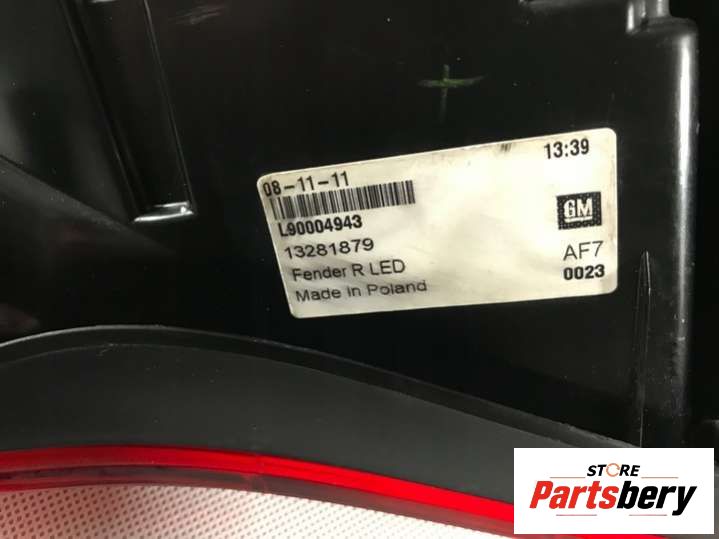 08-11-11
13:39
L90004943
13281879
GM
Fender R LED
AF7
Made in Poland
0023
STORE
Partsbery